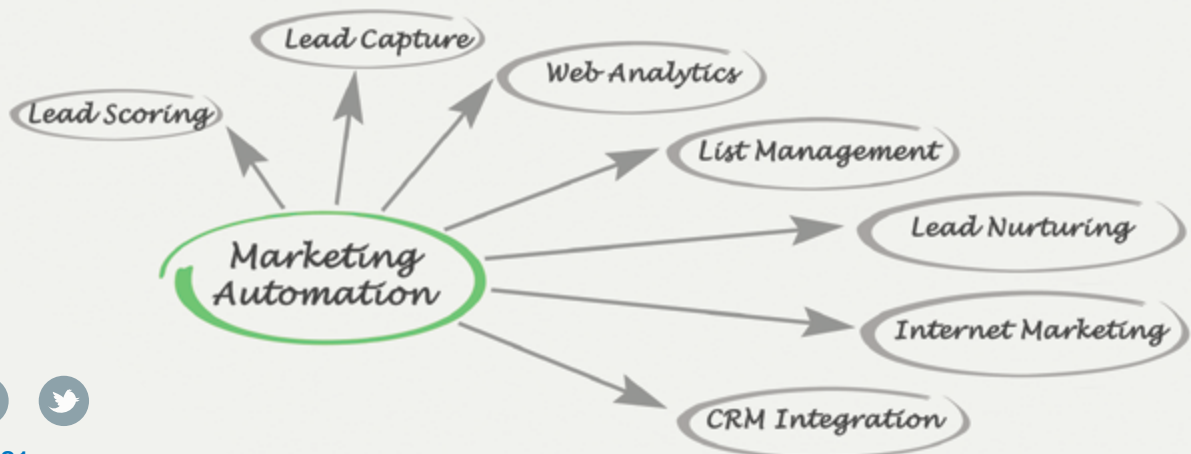 Lead Capture
Web Analytics
Lead Scoring
List Management
Lead Nurturing
Marketing
Automation
Internet Marketing
CRM Integration